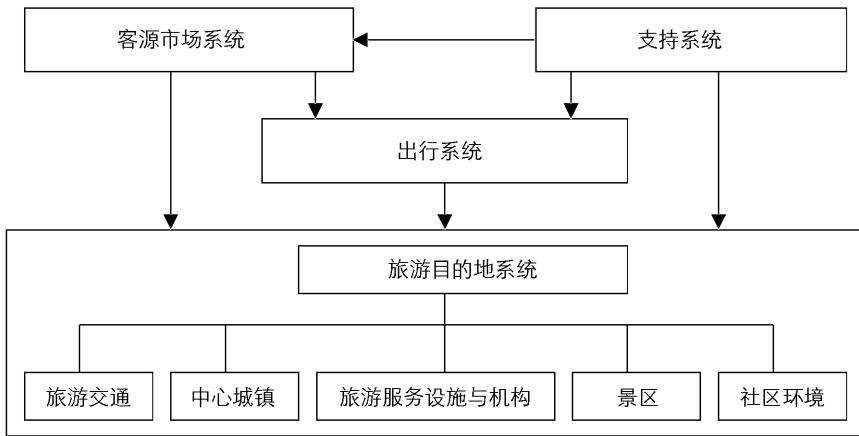 客源市场系统
支持系统
出行系统
旅游目的地系统
旅游交通
中心城镇
旅游服务设施与机构
景区
社区环境